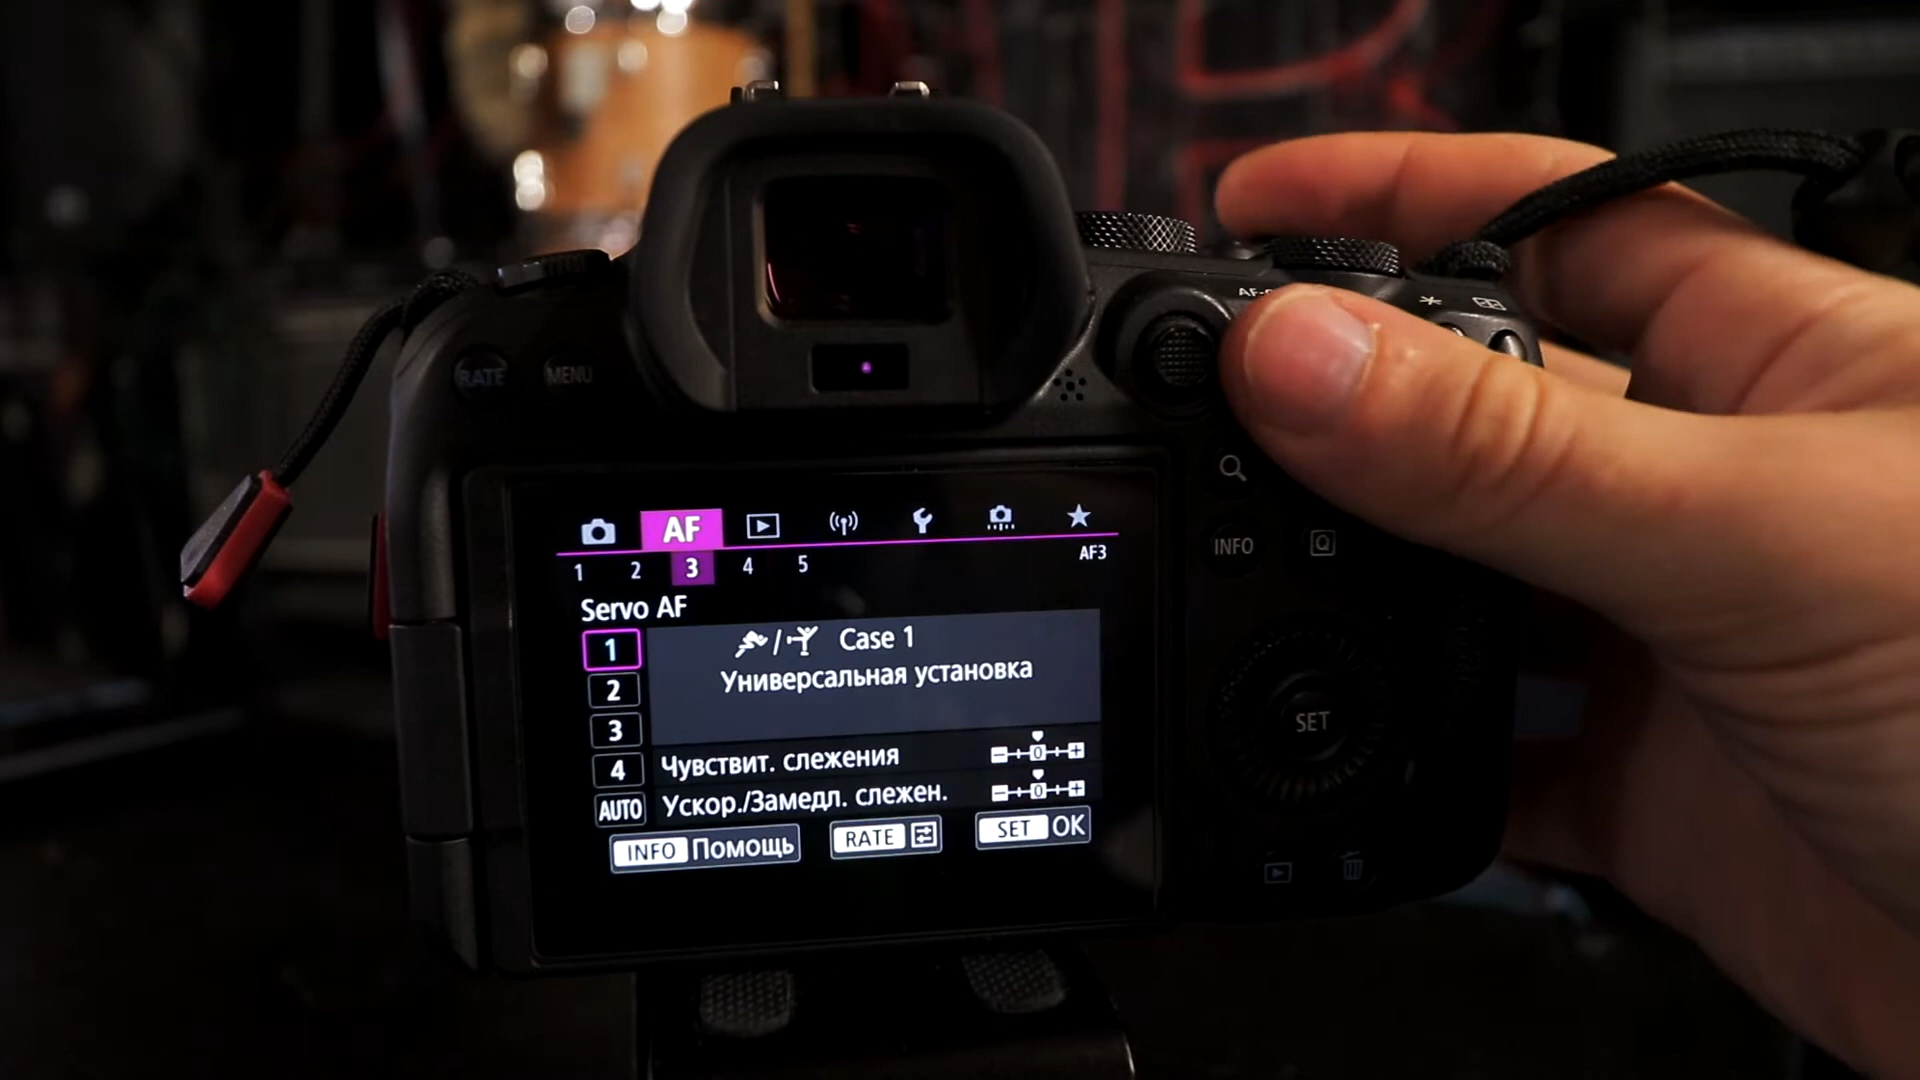 RATE
MENU
INFO
Q
SET
AF
1 2 3 4 5
AF3
Servo AF
1
2
3
4
AUTO
Case 1
Универсальная установка
Чувствит. слежения
- 0 +
Ускор./Замедл. слежен.
- 0 +
INFO Помощь
RATE
SET OK